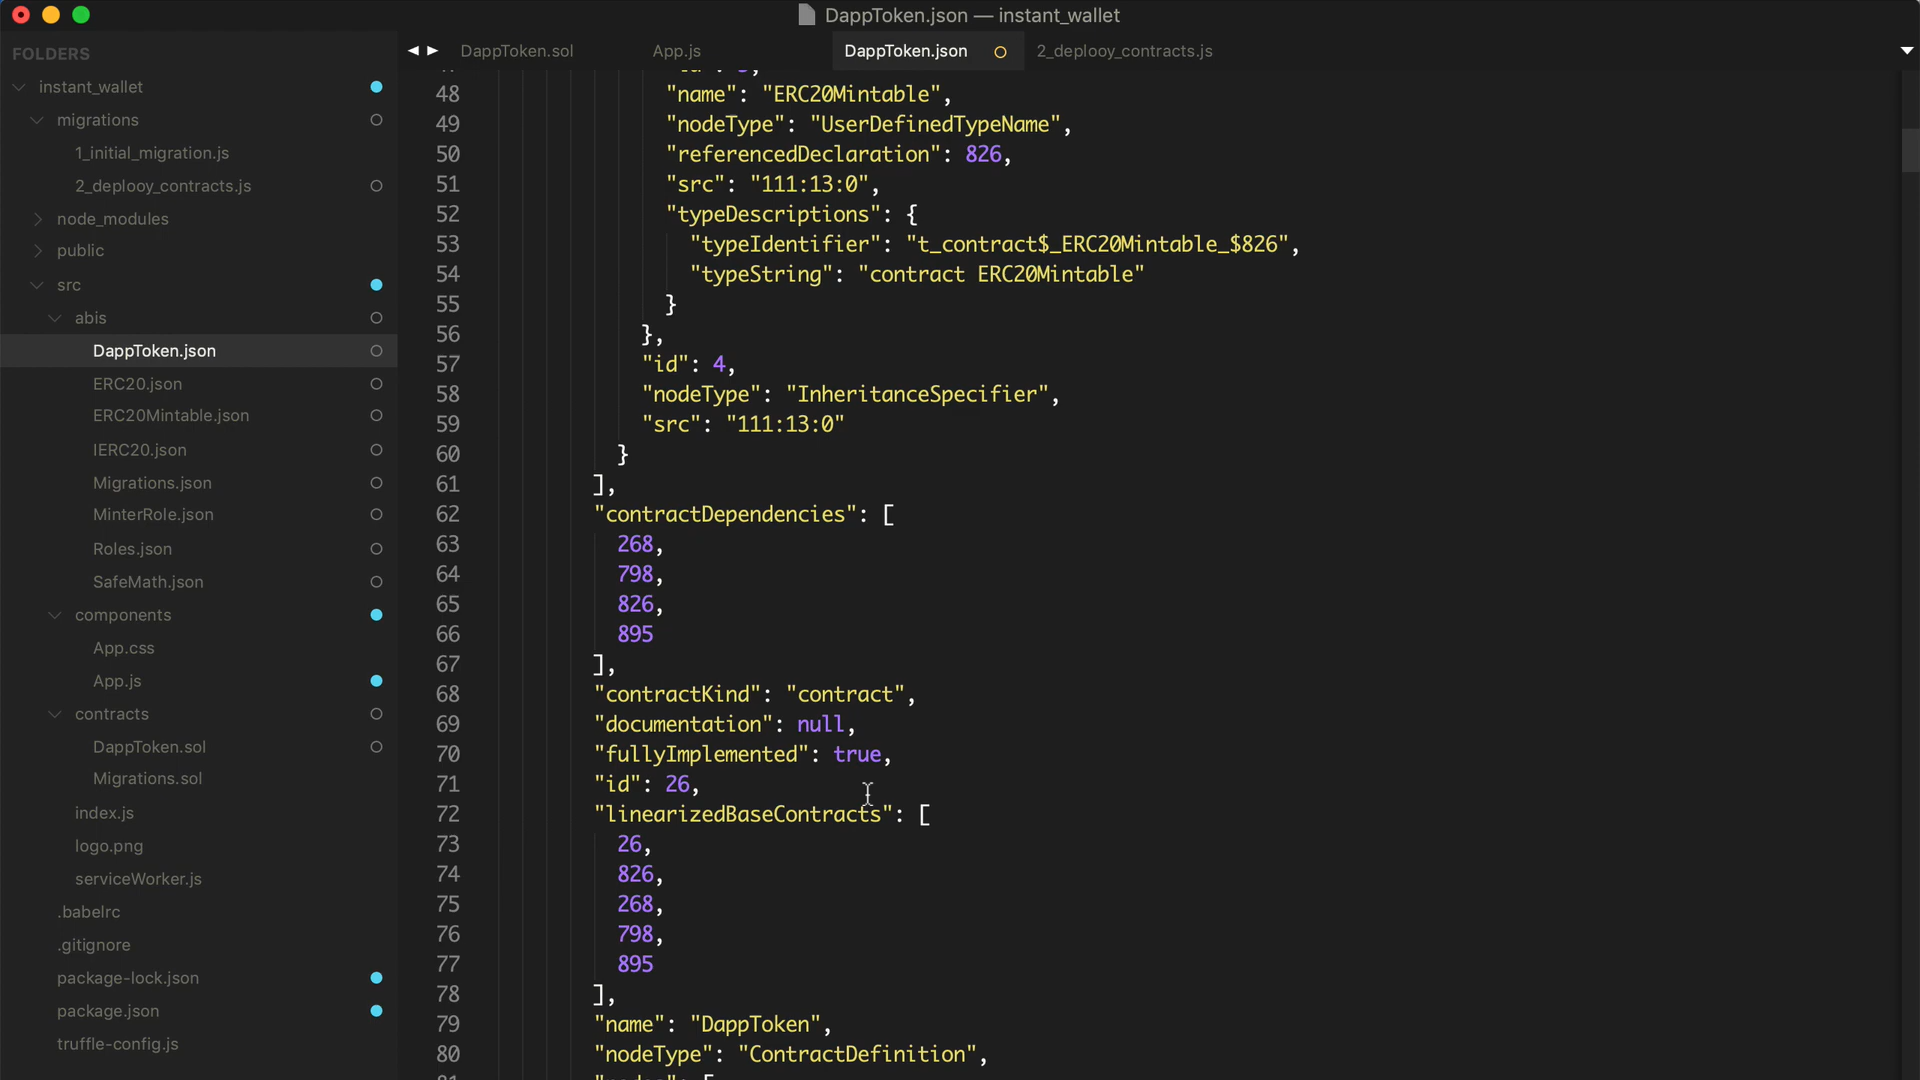 DappToken.json — instant_wallet
FOLDERS
instant_wallet
migrations
1_initial_migration.js
2_deplooy_contracts.js
node_modules
public
src
abis
DappToken.json
ERC20.json
ERC20Mintable.json
IERC20.json
Migrations.json
MinterRole.json
Roles.json
SafeMath.json
components
App.css
App.js
contracts
DappToken.sol
Migrations.sol
index.js
logo.png
serviceWorker.js
.babelrc
.gitignore
package-lock.json
package.json
truffle-config.js
DappToken.sol App.js DappToken.json 2_deplooy_contracts.js
48 "name": "ERC20Mintable",
49 "nodeType": "UserDefinedTypeName",
50 "referencedDeclaration": 826,
51 "src": "111:13:0",
52 "typeDescriptions": {
53 "typeIdentifier": "t_contract$_ERC20Mintable_$826",
54 "typeString": "contract ERC20Mintable"
55 }
56 },
57 "id": 4,
58 "nodeType": "InheritanceSpecifier",
59 "src": "111:13:0"
60 }
61 ],
62 "contractDependencies": [
63 268,
64 798,
65 826,
66 895
67 ],
68 "contractKind": "contract",
69 "documentation": null,
70 "fullyImplemented": true,
71 "id": 26,
72 "linearizedBaseContracts": [
73 26,
74 826,
75 268,
76 798,
77 895
78 ],
79 "name": "DappToken",
80 "nodeType": "ContractDefinition",